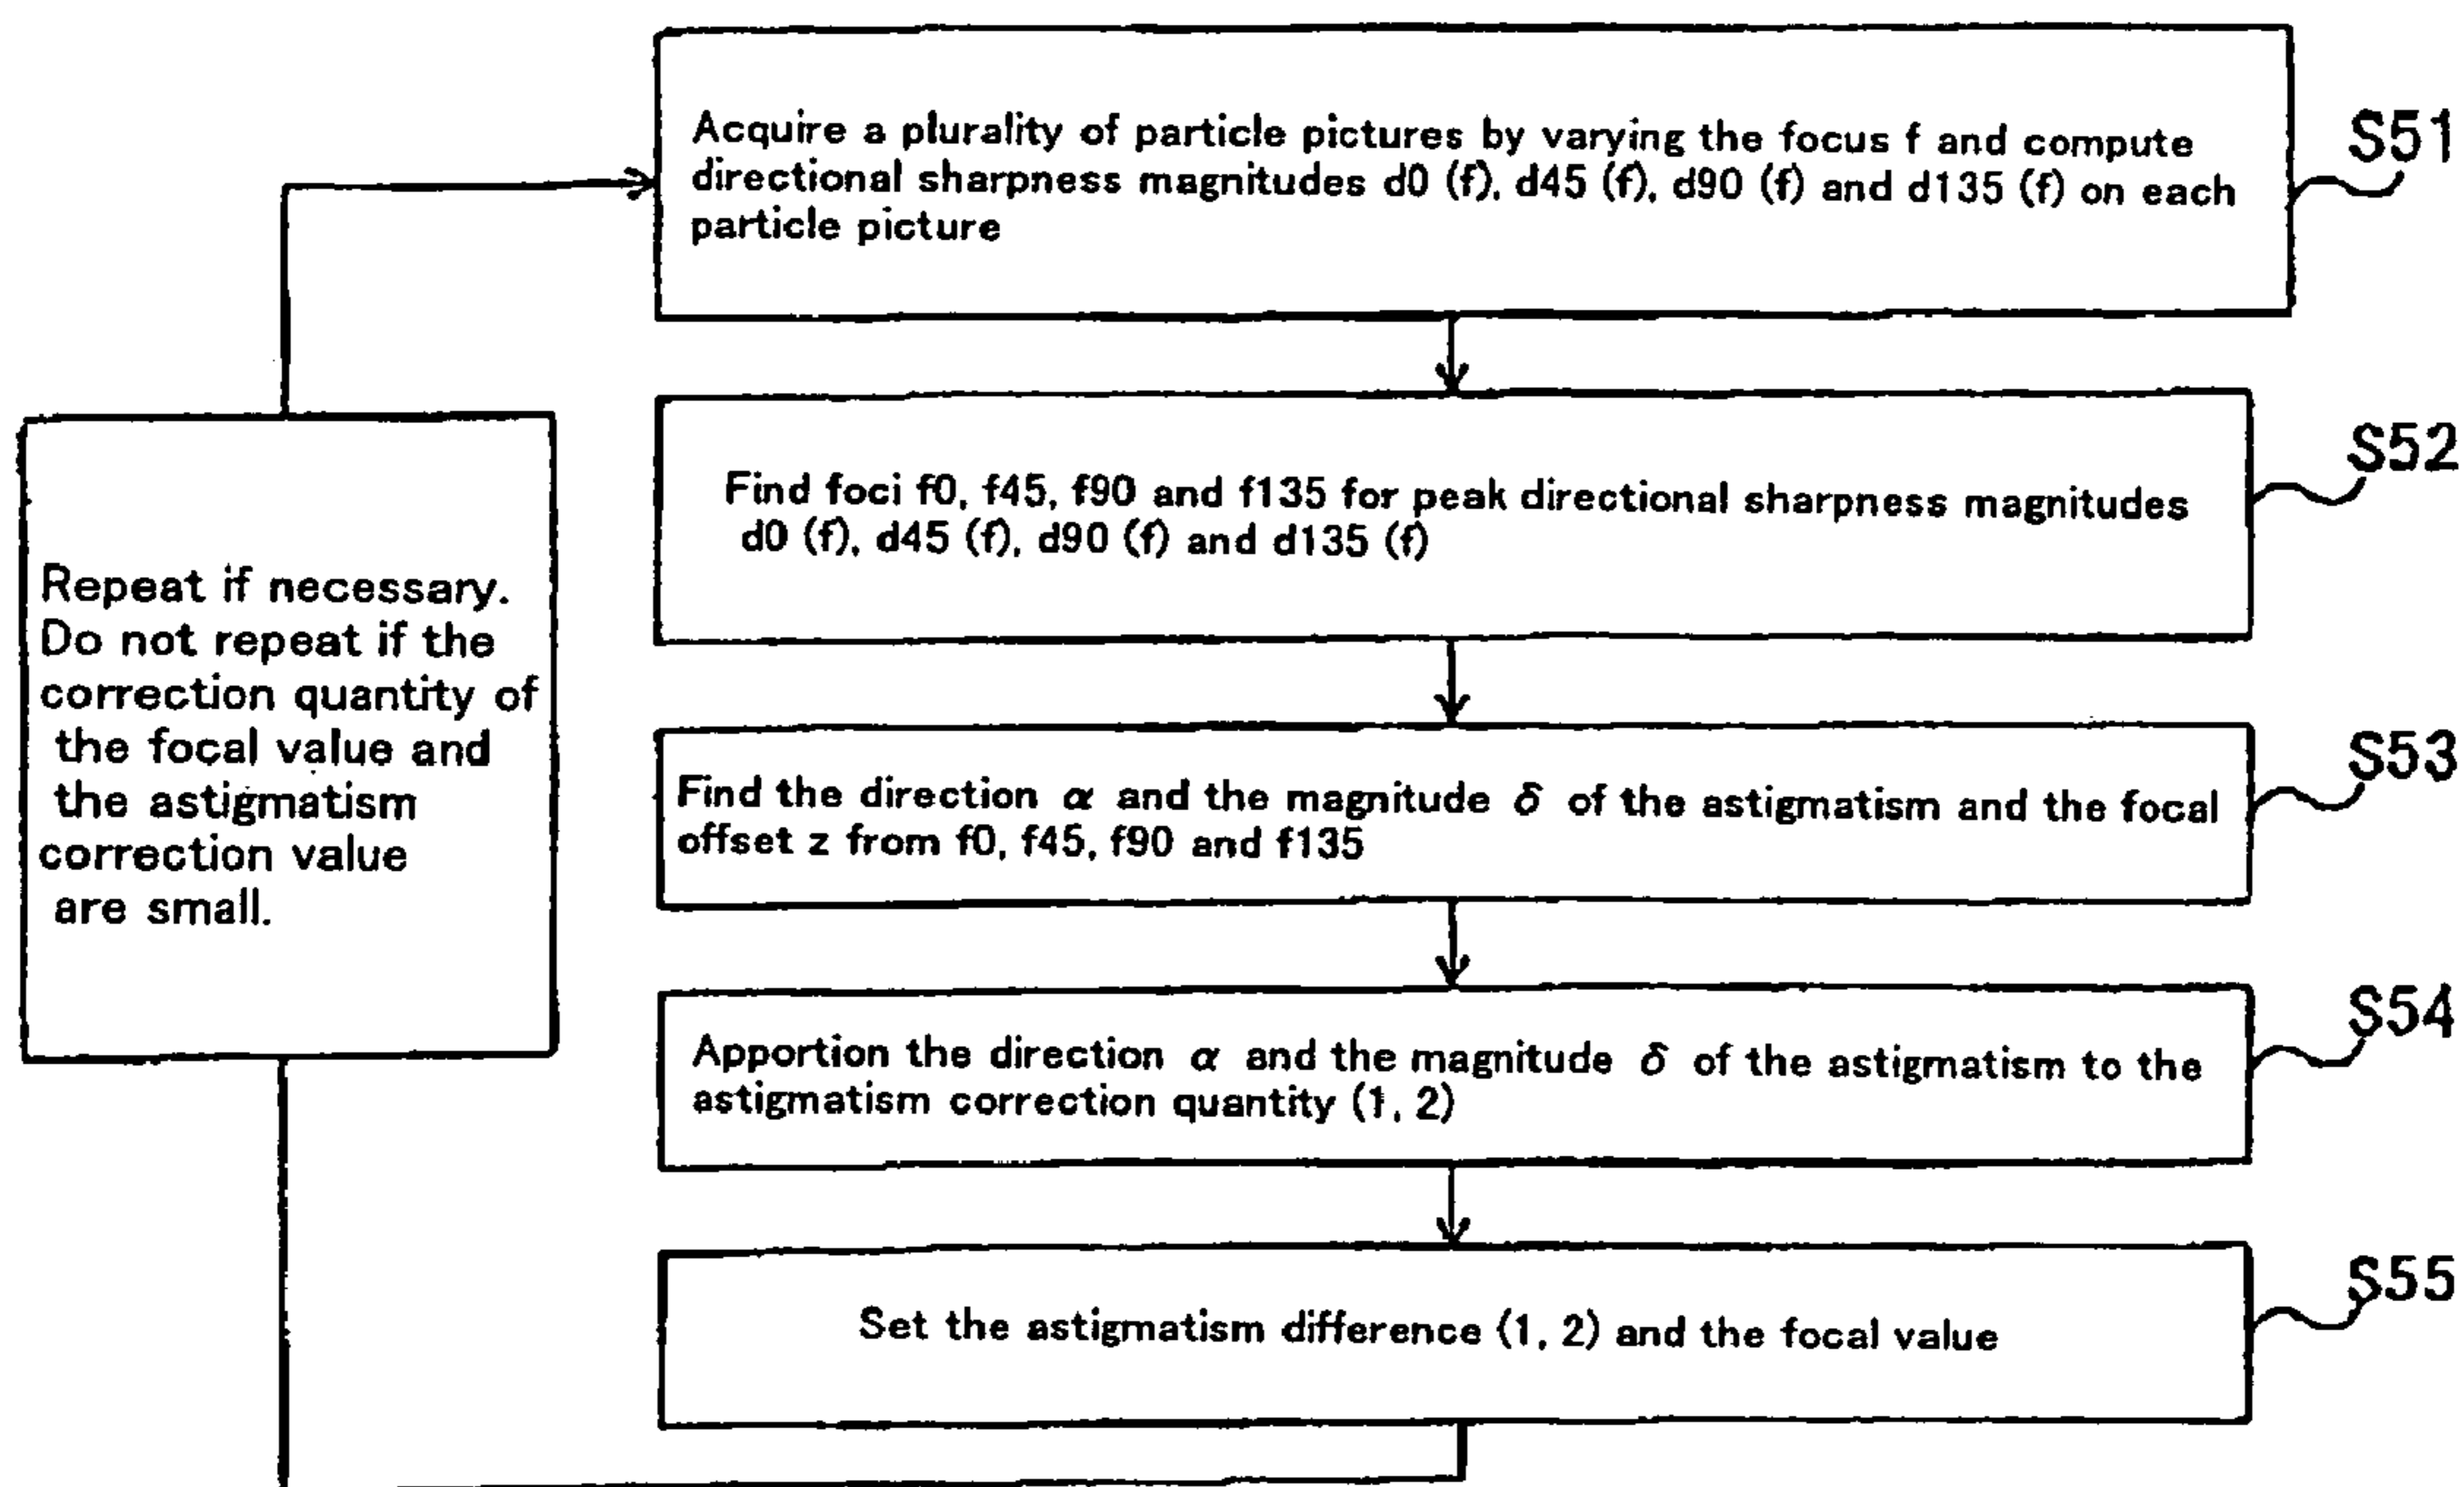 Acquire a plurality of particle pictures by varying the focus f and compute
directional sharpness magnitudes d0 (f), d45 (f), d90 (f) and d135 (f) on each
particle picture
S51
Find foci f0, f45, f90 and f135 for peak directional sharpness magnitudes
d0 (f), d45 (f), d90 (f) and d135 (f)
S52
Repeat if necessary.
Do not repeat if the
correction quantity of
the focal value and
the astigmatism
correction value
are small.
Find the direction α and the magnitude δ of the astigmatism and the focal
offset z from f0, f45, f90 and f135
S53
Apportion the direction α and the magnitude δ of the astigmatism to the
astigmatism correction quantity (1, 2)
S54
Set the astigmatism difference (1, 2) and the focal value
S55